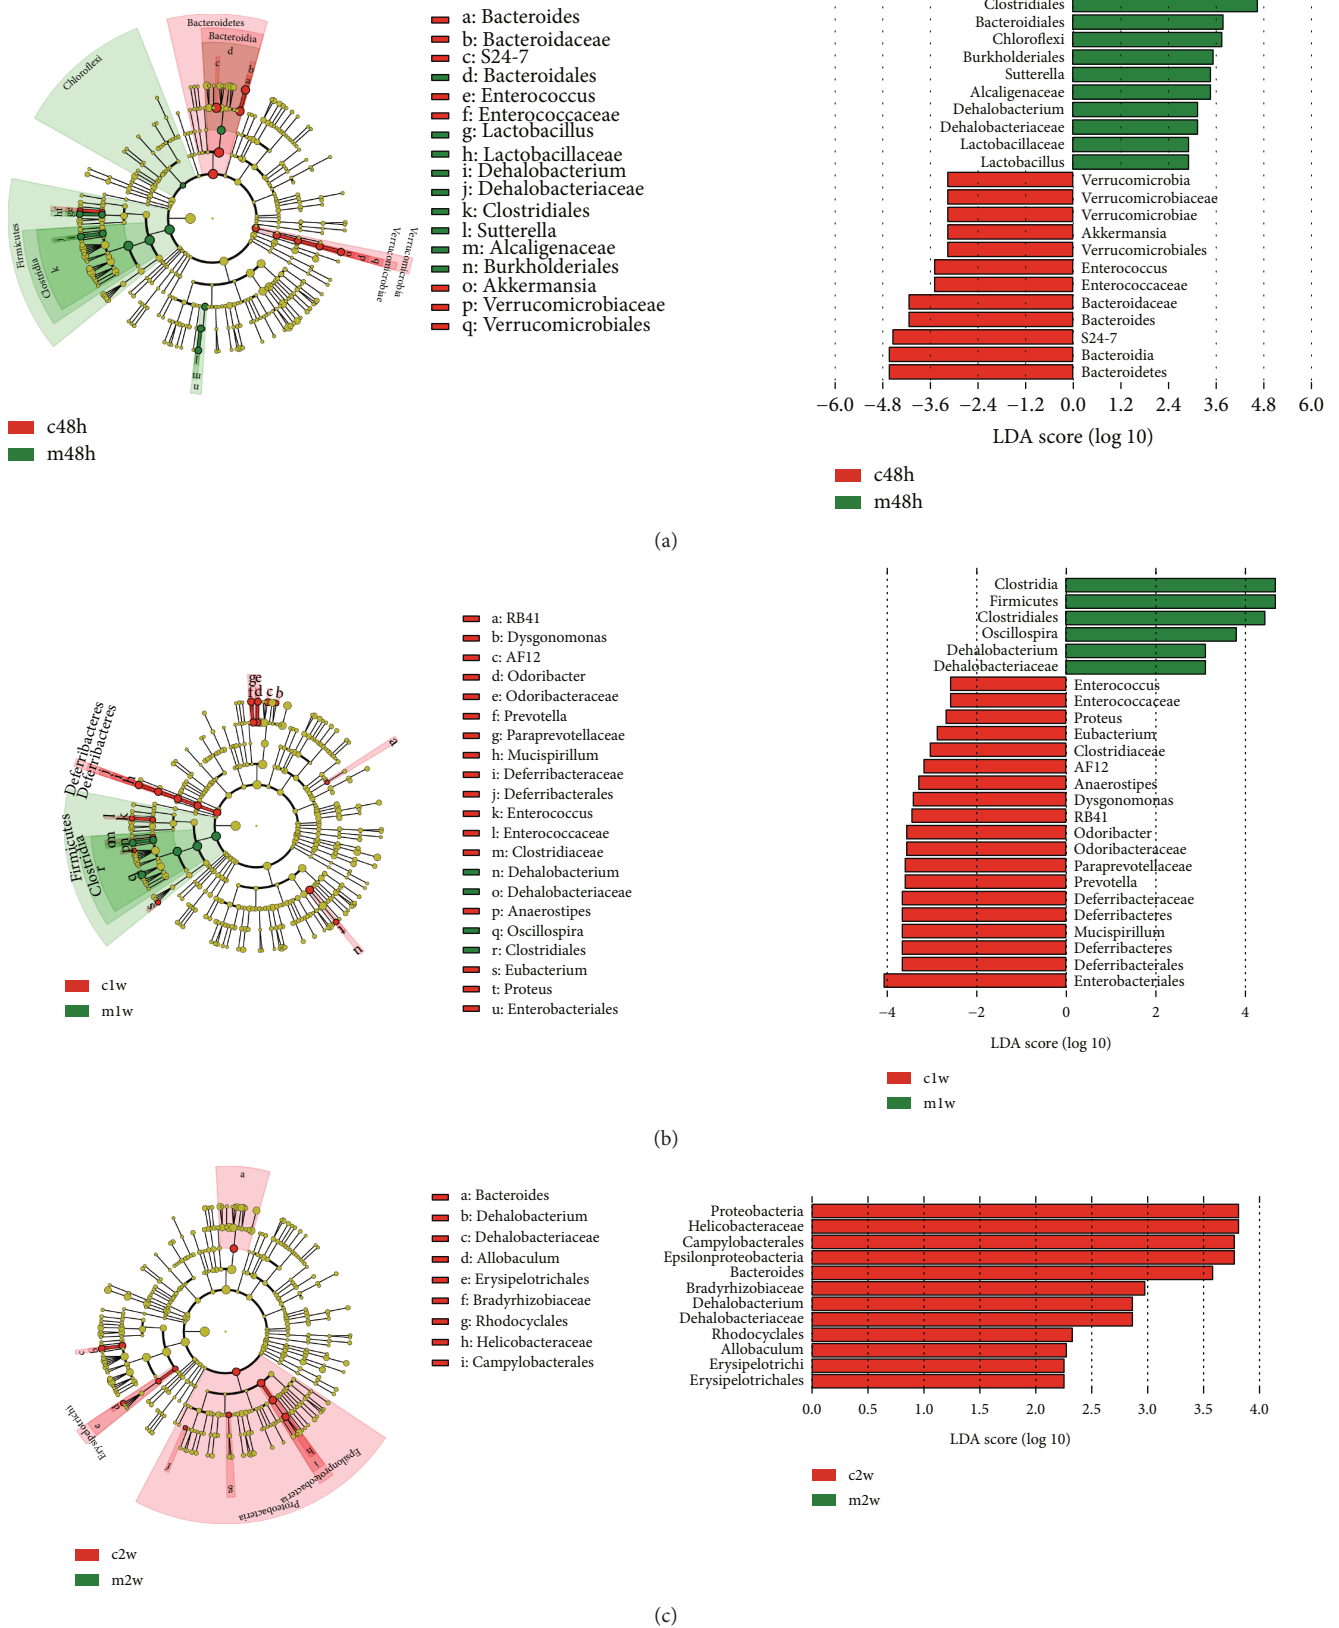 Bacteroidetes
Bacteroidia
d
c
b
a
Chloroflexi
Firmicutes
Clostridia
k
Verrucomicrobia
Verrucomicrobiae
o
p
q
l
m
n
a: Bacteroides
b: Bacteroidaceae
c: S24-7
d: Bacteroidales
e: Enterococcus
f: Enterococcaceae
g: Lactobacillus
h: Lactobacillaceae
i: Dehalobacterium
j: Dehalobacteriaceae
k: Clostridiales
l: Sutterella
m: Alcaligenaceae
n: Burkholderiales
o: Akkermansia
p: Verrucomicrobiaceae
q: Verrucomicrobiales
c48h
m48h
Clostridiales
Bacteroidiales
Chloroflexi
Burkholderiales
Sutterella
Alcaligenaceae
Dehalobacterium
Dehalobacteriaceae
Lactobacillaceae
Lactobacillus
Verrucomicrobia
Verrucomicrobiaceae
Verrucomicrobiae
Akkermansia
Verrucomicrobiales
Enterococcus
Enterococcaceae
Bacteroidaceae
Bacteroides
S24-7
Bacteroidia
Bacteroidetes
−6.0 −4.8 −3.6 −2.4 −1.2 0.0 1.2 2.4 3.6 4.8 6.0
LDA score (log 10)
c48h
m48h
(a)
g e
f d c b
a
Deferribacteres
Deferribacteres
j i h
l k
Firmicutes
Clostridia
r
q
s
t
u
a: RB41
b: Dysgonomonas
c: AF12
d: Odoribacter
e: Odoribacteraceae
f: Prevotella
g: Paraprevotellaceae
h: Mucispirillum
i: Deferribacteraceae
j: Deferribacterales
k: Enterococcus
l: Enterococcaceae
m: Clostridiaceae
n: Dehalobacterium
o: Dehalobacteriaceae
p: Anaerostipes
q: Oscillospira
r: Clostridiales
s: Eubacterium
t: Proteus
u: Enterobacteriales
c1w
m1w
Clostridia
Firmicutes
Clostridiales
Oscillospira
Dehalobacterium
Dehalobacteriaceae
Enterococcus
Enterococcaceae
Proteus
Eubacterium
Clostridiaceae
AF12
Anaerostipes
Dysgonomonas
RB41
Odoribacter
Odoribacteraceae
Paraprevotellaceae
Prevotella
Deferribacteraceae
Deferribacteres
Mucispirillum
Deferribacteres
Deferribacterales
Enterobacteriales
−4 −2 0 2 4
LDA score (log 10)
c1w
m1w
(b)
a
c b
d
e
Erysipelotrichi
f
g
h
i
Epsilonproteobacteria
Proteobacteria
a: Bacteroides
b: Dehalobacterium
c: Dehalobacteriaceae
d: Allobaculum
e: Erysipelotrichales
f: Bradyrhizobiaceae
g: Rhodocyclales
h: Helicobacteraceae
i: Campylobacterales
c2w
m2w
Proteobacteria
Helicobacteraceae
Campylobacterales
Epsilonproteobacteria
Bacteroides
Bradyrhizobiaceae
Dehalobacterium
Dehalobacteriaceae
Rhodocyclales
Allobaculum
Erysipelotrichi
Erysipelotrichales
0.0 0.5 1.0 1.5 2.0 2.5 3.0 3.5 4.0
LDA score (log 10)
c2w
m2w
(c)